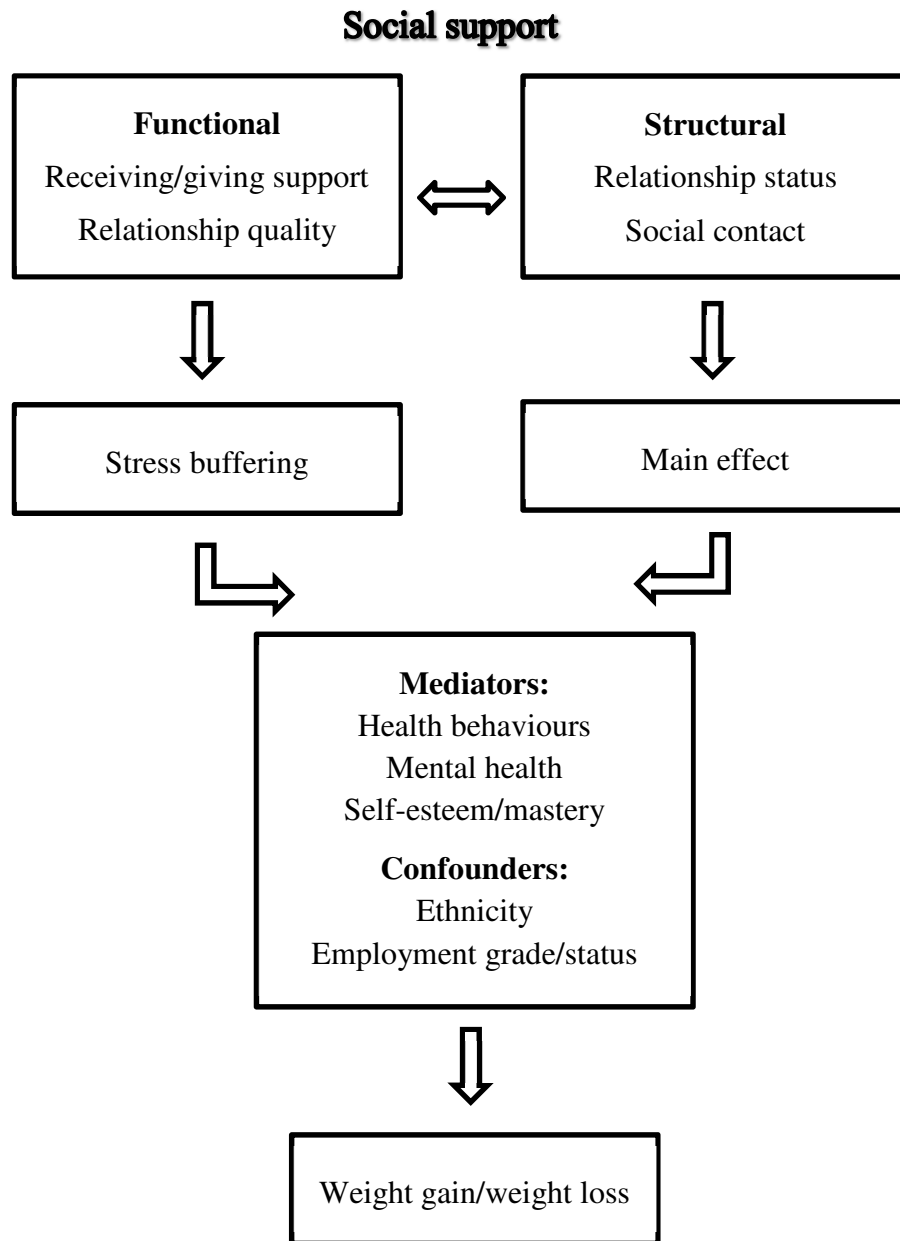 Social support
Functional
Receiving/giving support
Relationship quality
Structural
Relationship status
Social contact
Stress buffering
Main effect
Mediators:
Health behaviours
Mental health
Self-esteem/mastery
Confounders:
Ethnicity
Employment grade/status
Weight gain/weight loss